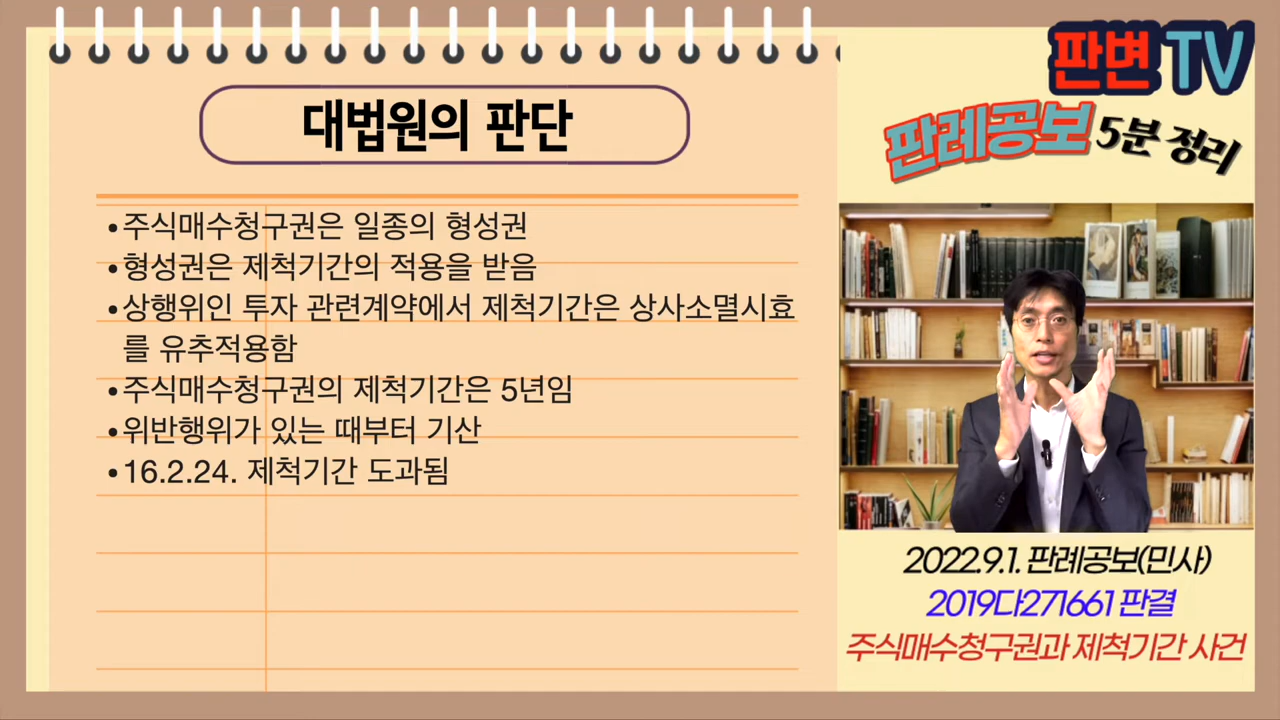 대법원의 판단
•주식매수청구권은 일종의 형성권
•형성권은 제척기간의 적용을 받음
•상행위인 투자 관련계약에서 제척기간은 상사소멸시효
를 유추적용함
•주식매수청구권의 제척기간은 5년임
•위반행위가 있는 때부터 기산
•16.2.24. 제척기간 도과됨
판변 TV
판례공보 5분 정리
2022.9.1. 판례공보(민사)
2019다271661 판결
주식매수청구권과 제척기간 사건